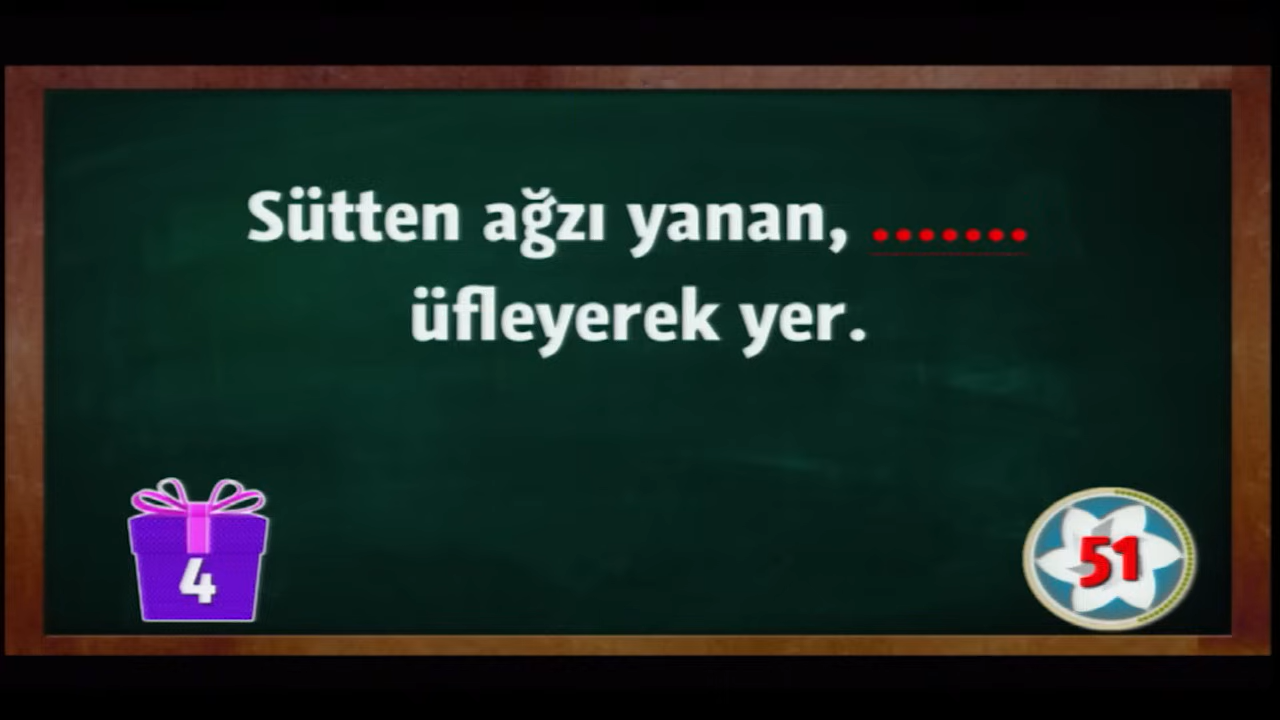 Sütten ağzı yanan, .......
üfleyerek yer.
4
51